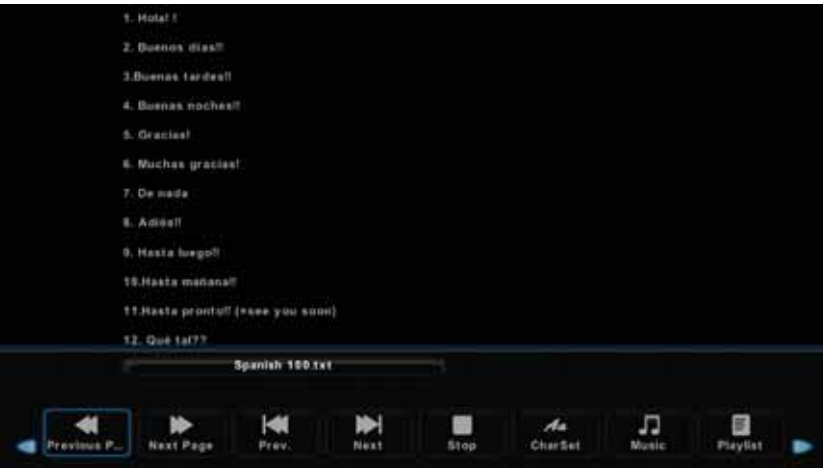 1. Hola! !
2. Buenos dias!!
3.Buenas tardes!!
4. Buenas noches!!
5. Gracias!
6. Muchas gracias!
7. De nada
8. Adiós!!
9. Hasta luego!!
10.Hasta mañana!!
11.Hasta pronto!! (=see you soon)
12. Qué tal??
Spanish 100.txt
Previous P... Next Page Prev. Next Stop CharSet Music Playlist